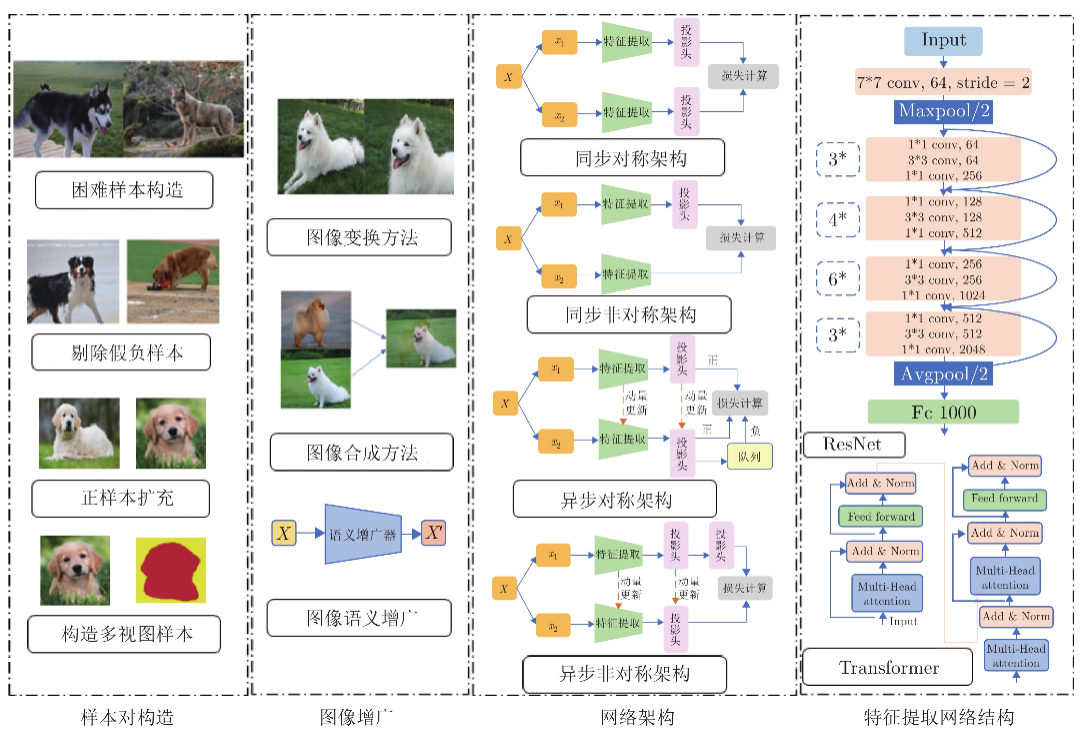 困难样本构造
剔除假负样本
正样本扩充
构造多视图样本
样本对构造
图像变换方法
图像合成方法
X
语义增广器
X'
图像语义增广
图像增广
X
x₁
特征提取
投影头
x₂
特征提取
投影头
损失计算
同步对称架构
X
x₁
特征提取
投影头
x₂
特征提取
损失计算
同步非对称架构
X
x₁
特征提取
投影头
正
动量
更新
动量
更新
损失计算
x₂
特征提取
投影头
正
负
队列
异步对称架构
X
x₁
特征提取
投影头
投影头
动量
更新
动量
更新
损失计算
x₂
特征提取
投影头
异步非对称架构
网络架构
Input
7*7 conv, 64, stride = 2
Maxpool/2
3*
1*1 conv, 64
3*3 conv, 64
1*1 conv, 256
4*
1*1 conv, 128
3*3 conv, 128
1*1 conv, 512
6*
1*1 conv, 256
3*3 conv, 256
1*1 conv, 1024
3*
1*1 conv, 512
3*3 conv, 512
1*1 conv, 2048
Avgpool/2
Fc 1000
ResNet
Add & Norm
Feed forward
Add & Norm
Multi-Head
attention
Input
Add & Norm
Feed forward
Add & Norm
Multi-Head
attention
Add & Norm
Multi-Head
attention
Transformer
特征提取网络结构